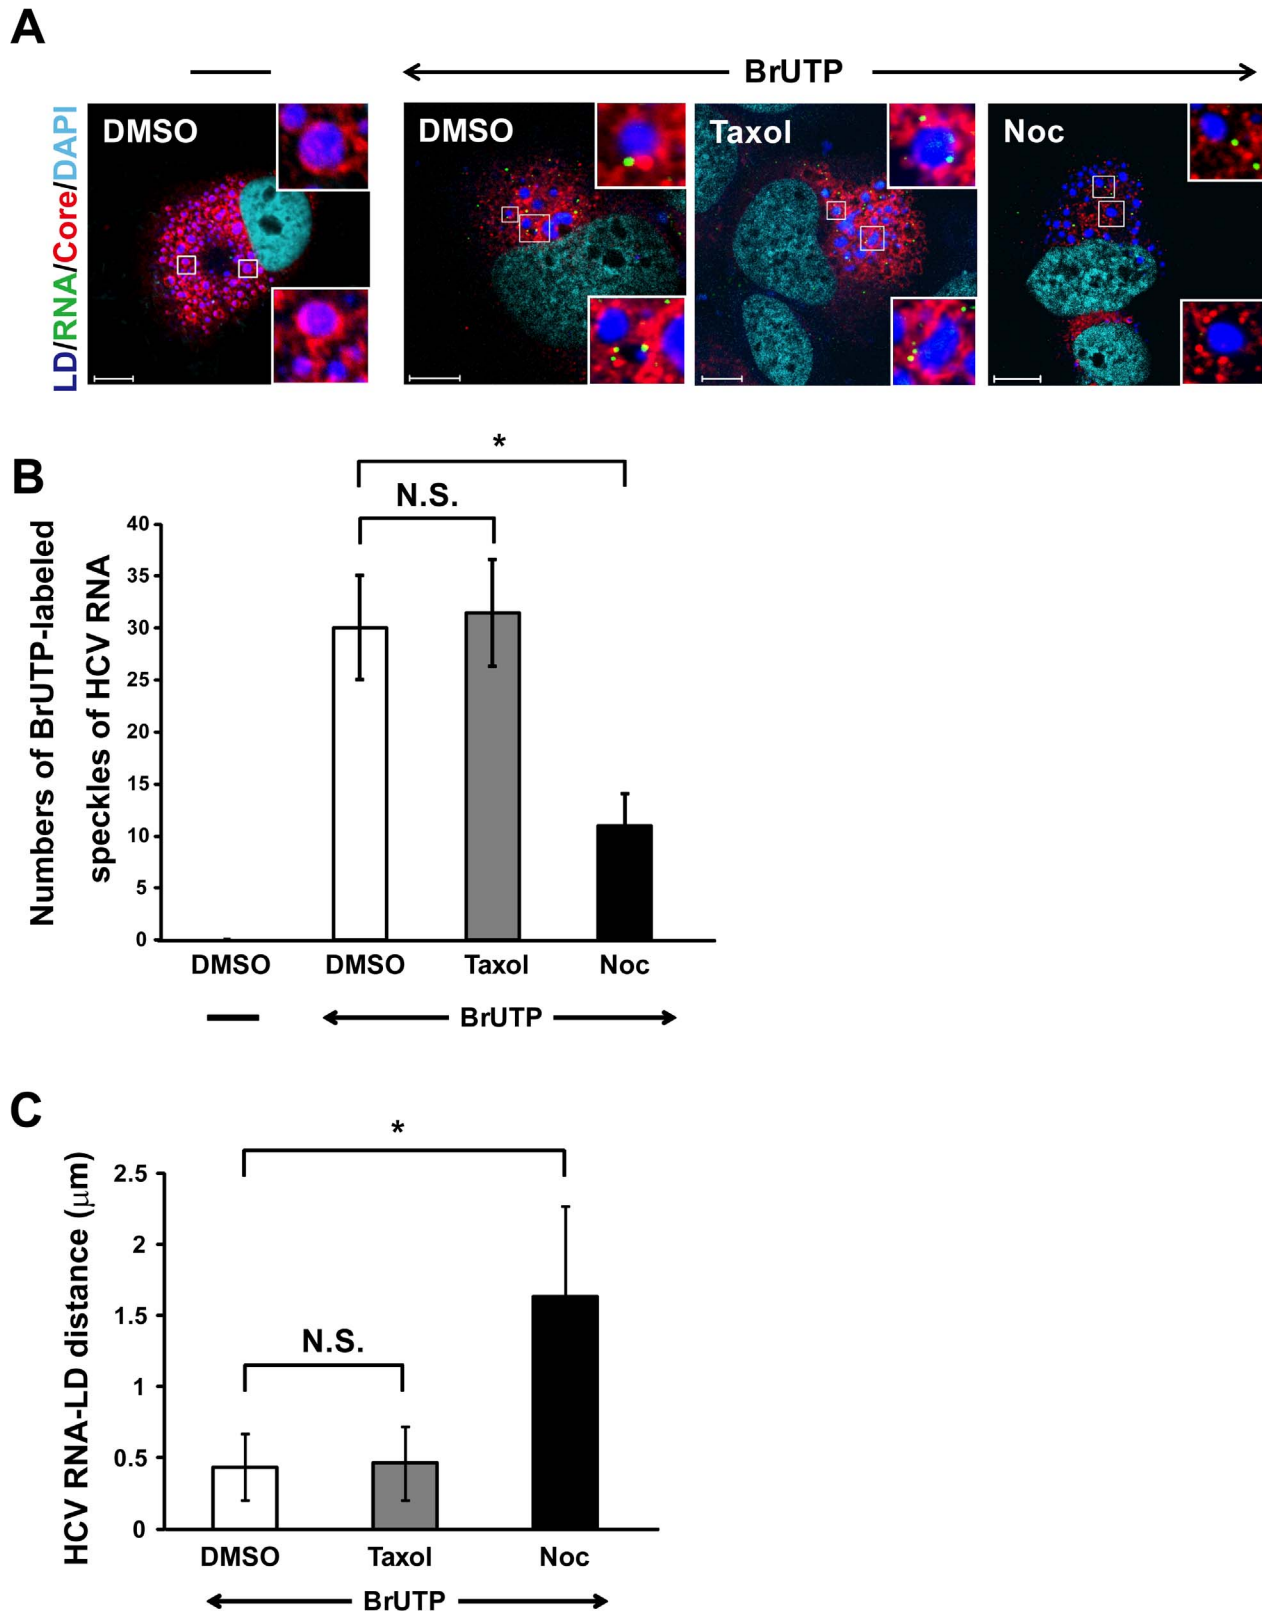 A
BrUTP
LD/RNA/Core/DAPI
DMSO
DMSO
Taxol
Noc
B
*
N.S.
Numbers of BrUTP-labeled
speckles of HCV RNA
40
35
30
25
20
15
10
5
0
DMSO
DMSO
Taxol
Noc
BrUTP
C
*
HCV RNA-LD distance (μm)
2.5
2
1.5
N.S.
1
0.5
0
DMSO
Taxol
Noc
BrUTP